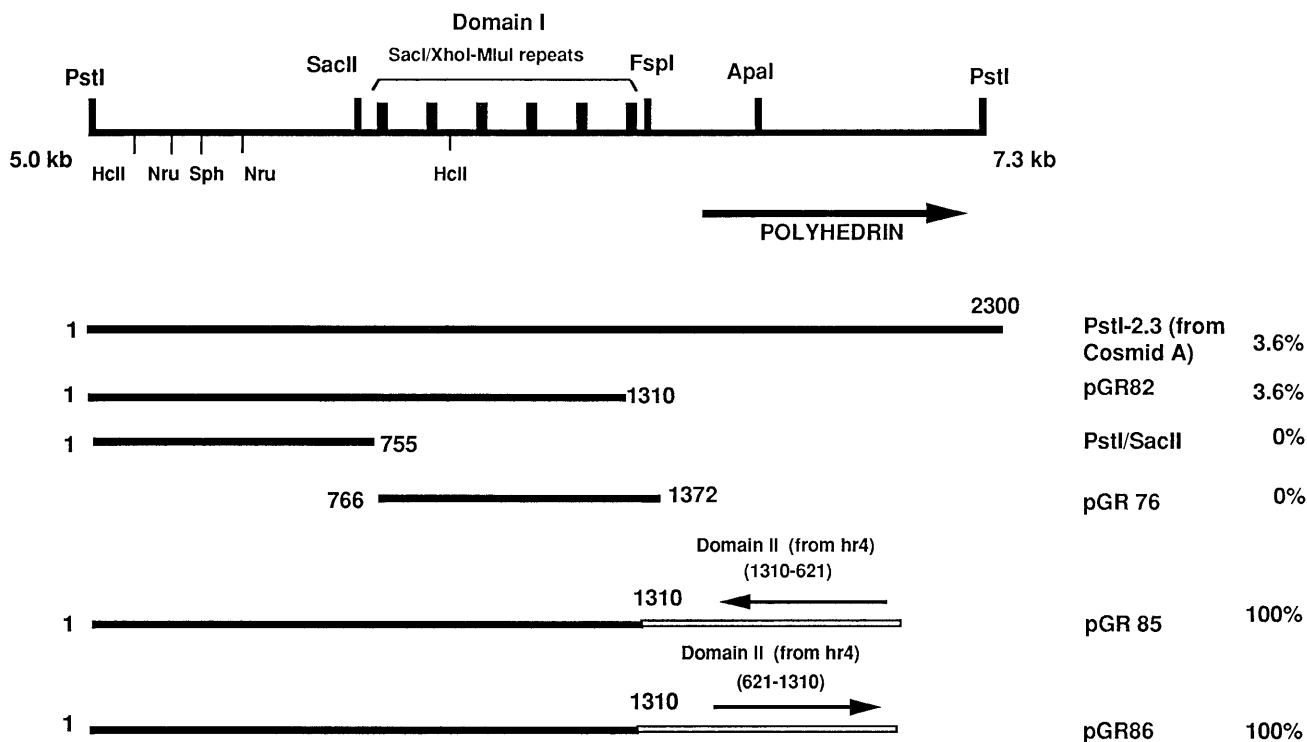 Domain I
SacI/XhoI-MluI repeats
PstI
SacII
FspI
ApaI
PstI
5.0 kb
7.3 kb
HcII
Nru
Sph
Nru
HcII
POLYHEDRIN
1
2300
PstI-2.3 (from
Cosmid A)
3.6%
1
1310
pGR82
3.6%
1
755
PstI/SacII
0%
766
1372
pGR 76
0%
Domain II (from hr4)
(1310-621)
1
1310
pGR 85
100%
Domain II (from hr4)
(621-1310)
1
1310
pGR86
100%